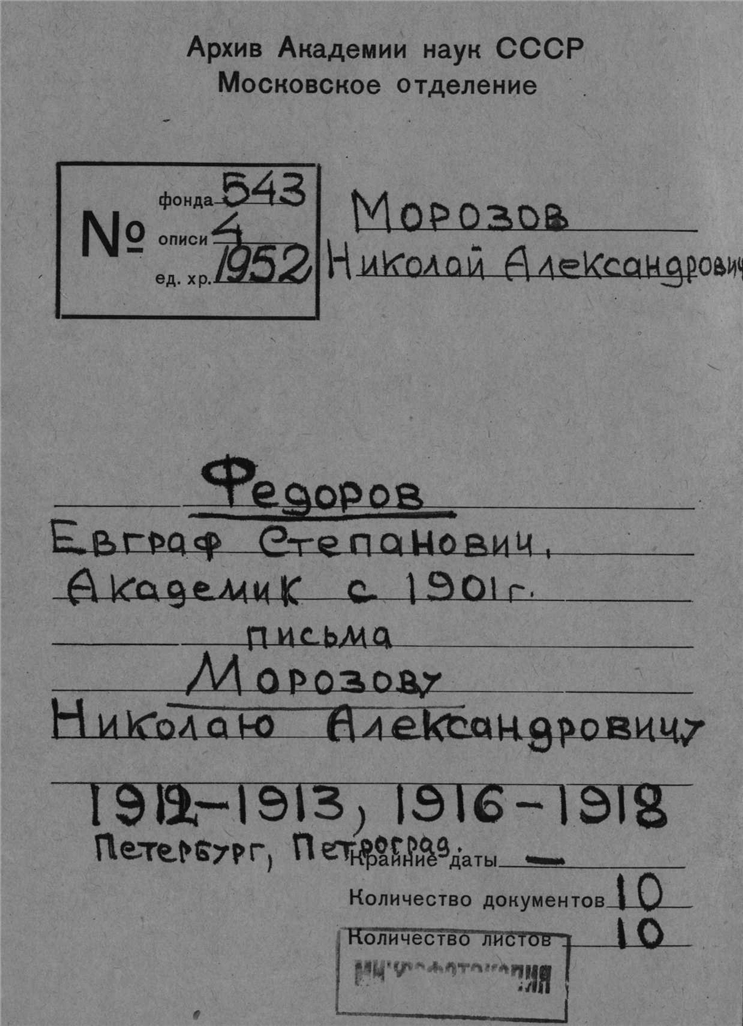 Архив Академии наук СССР
Московское отделение
№
фонда 543
описи 4
ед. хр. 1952
Морозов
Николай Александрович
Федоров
Евграф Степанович,
Академик с 1901 г.
письма
Морозову
Николаю Александровичу
1912–1913, 1916–1918
Петербург, Петроград.
Крайние даты —
Количество документов 10
Количество листов 10